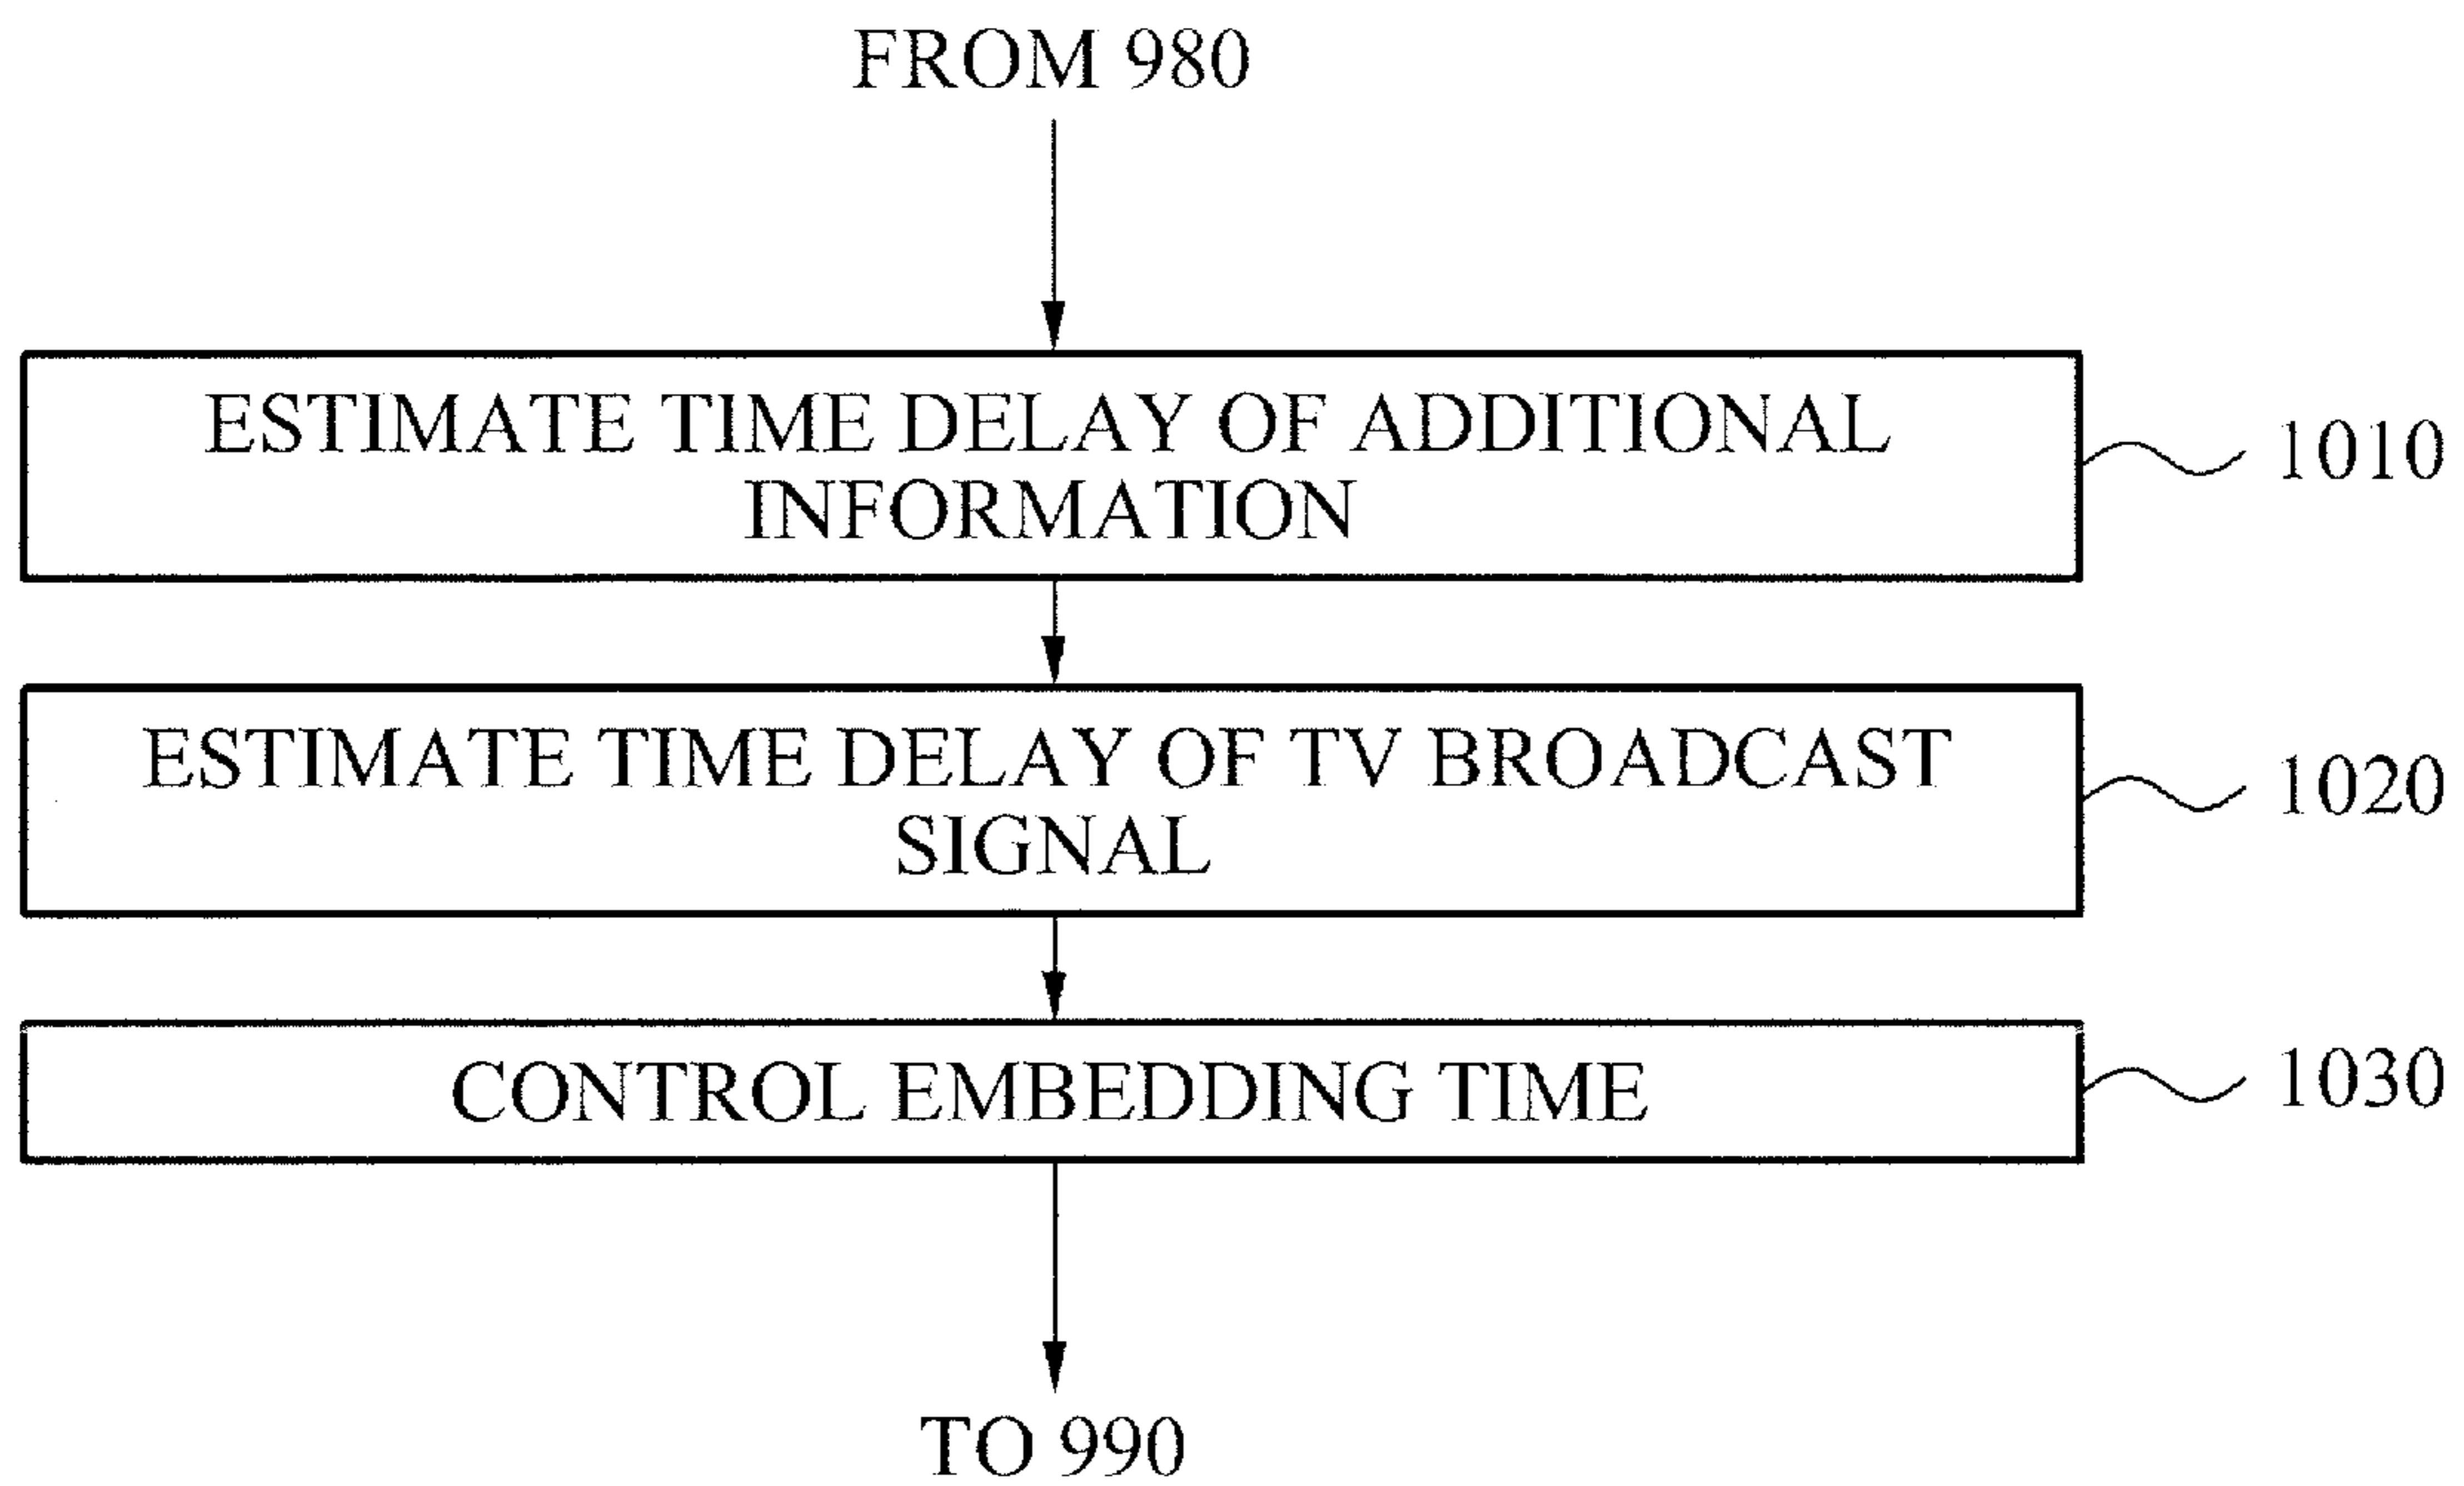 FROM 980
ESTIMATE TIME DELAY OF ADDITIONAL
INFORMATION
1010
ESTIMATE TIME DELAY OF TV BROADCAST
SIGNAL
1020
CONTROL EMBEDDING TIME
1030
TO 990